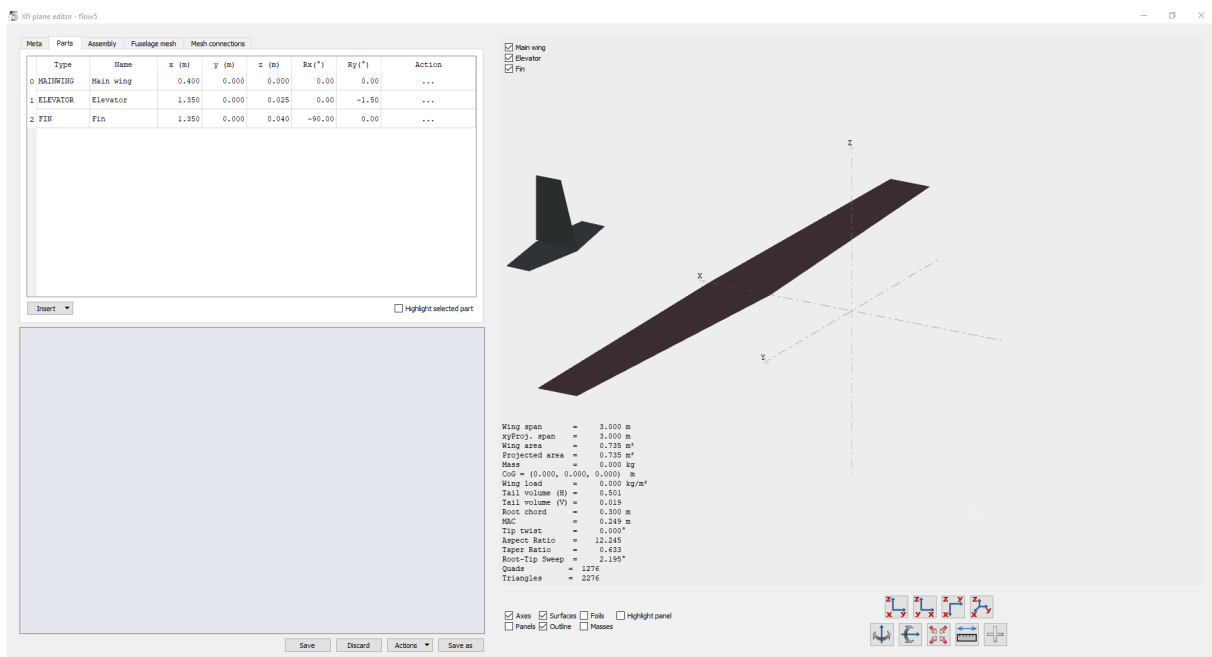 Xfl plane editor - flow5
Meta Parts Assembly Fuselage mesh Mesh connections
Type Name x (m) y (m) z (m) Rx(°) Ry(°) Action
0 MAINWING Main wing 0.400 0.000 0.000 0.00 0.00 ...
1 ELEVATOR Elevator 1.350 0.000 0.025 0.00 -1.50 ...
2 FIN Fin 1.350 0.000 0.040 -90.00 0.00 ...
Insert
Highlight selected part
Save Discard Actions Save as
Main wing
Elevator
Fin
Z
X
Y
Wing span = 3.000 m
xyProj. span = 3.000 m
Wing area = 0.735 m²
Projected area = 0.735 m²
Mass = 0.000 kg
CoG = (0.000, 0.000, 0.000) m
Wing load = 0.000 kg/m²
Tail volume (H) = 0.501
Tail volume (V) = 0.019
Root chord = 0.300 m
MAC = 0.249 m
Tip twist = 0.000°
Aspect Ratio = 12.245
Taper Ratio = 0.633
Root-Tip Sweep = 2.195°
Quads = 1276
Triangles = 2276
Axes Surfaces Foils Highlight panel
Panels Outline Masses
z x y
z y x
x z y
z x y